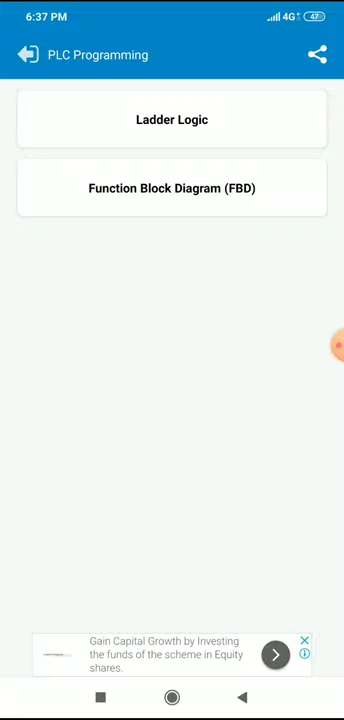 6:37 PM
4G+
47
PLC Programming
Ladder Logic
Function Block Diagram (FBD)
Gain Capital Growth by Investing
the funds of the scheme in Equity
shares.